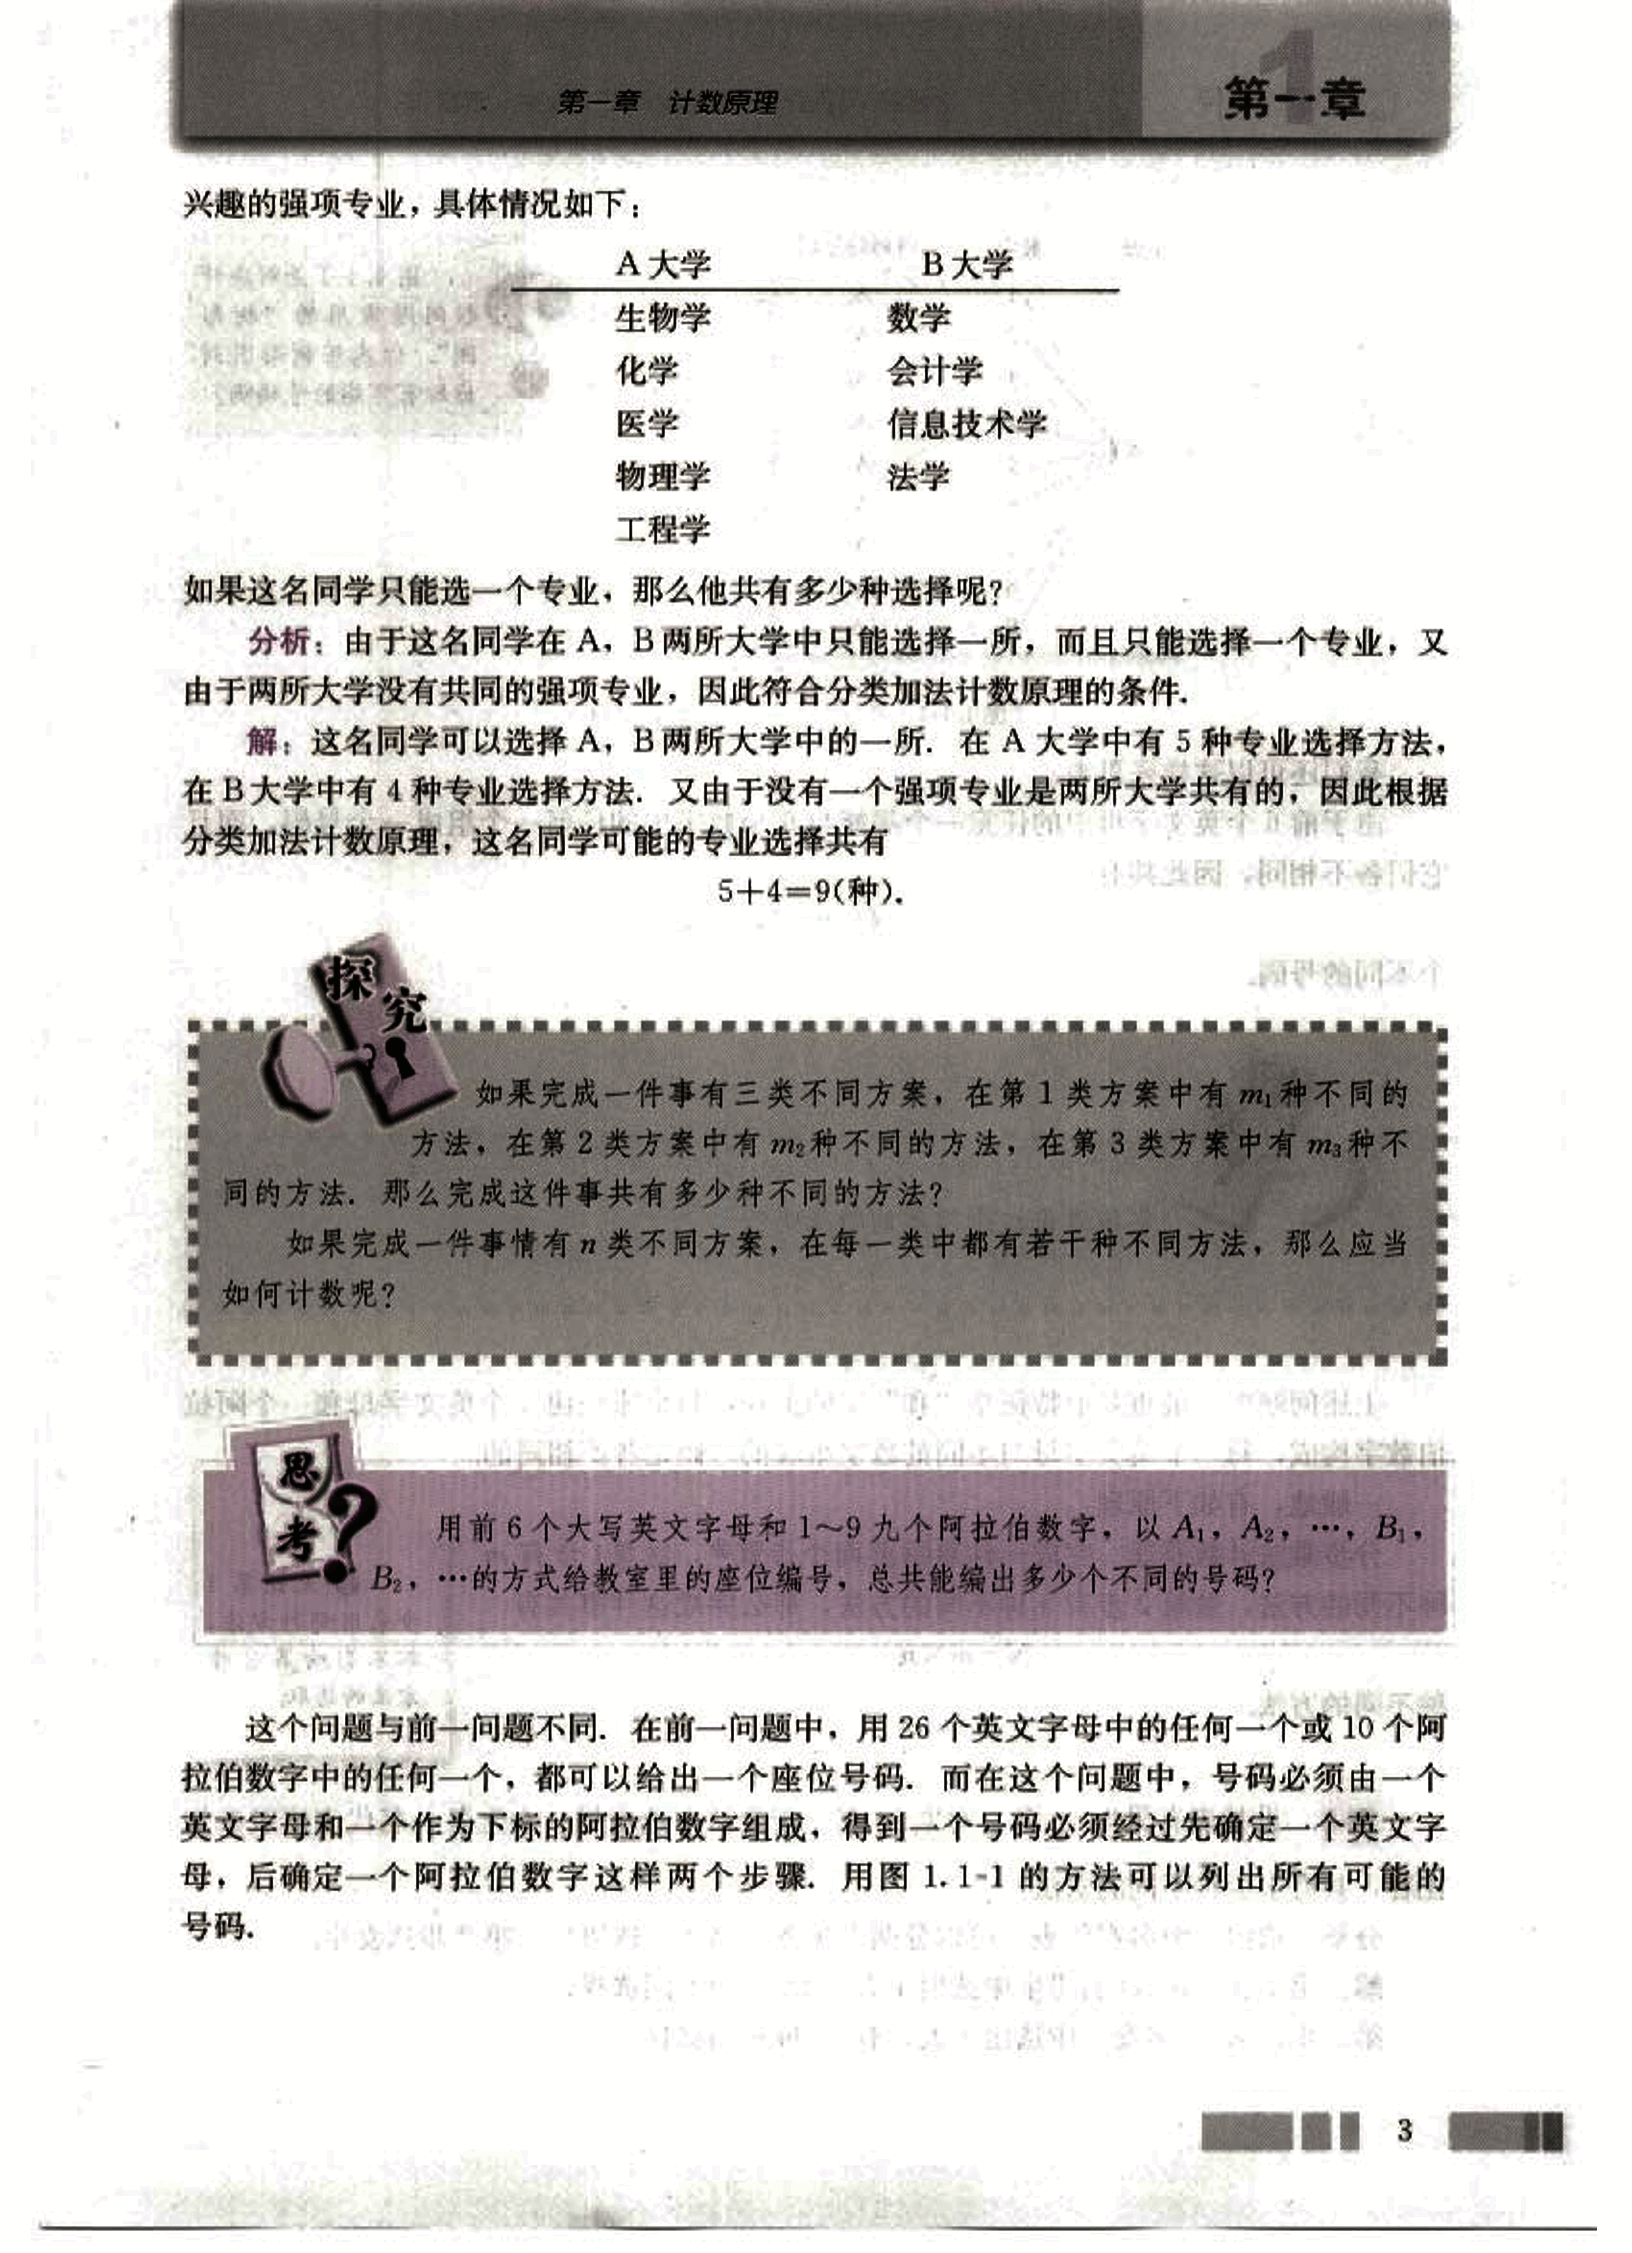 第一章 计数原理
第一章
兴趣的强项专业，具体情况如下：
A 大学 B 大学
生物学 数学
化学 会计学
医学 信息技术学
物理学 法学
工程学
如果这名同学只能选一个专业，那么他共有多少种选择呢？
分析：由于这名同学在 A，B 两所大学中只能选择一所，而且只能选择一个专业，又
由于两所大学没有共同的强项专业，因此符合分类加法计数原理的条件.
解：这名同学可以选择 A，B 两所大学中的一所. 在 A 大学中有 5 种专业选择方法，
在 B 大学中有 4 种专业选择方法. 又由于没有一个强项专业是两所大学共有的，因此根据
分类加法计数原理，这名同学可能的专业选择共有
5+4=9(种).
探究
如果完成一件事有三类不同方案，在第 1 类方案中有 m₁ 种不同的
方法，在第 2 类方案中有 m₂ 种不同的方法，在第 3 类方案中有 m₃ 种不
同的方法. 那么完成这件事共有多少种不同的方法？
如果完成一件事情有 n 类不同方案，在每一类中都有若干种不同方法，那么应当
如何计数呢？
思考？
用前 6 个大写英文字母和 1～9 九个阿拉伯数字，以 A₁，A₂，…，B₁，
B₂，…的方式给教室里的座位编号，总共能编出多少个不同的号码？
这个问题与前一问题不同. 在前一问题中，用 26 个英文字母中的任何一个或 10 个阿
拉伯数字中的任何一个，都可以给出一个座位号码. 而在这个问题中，号码必须由一个
英文字母和一个作为下标的阿拉伯数字组成，得到一个号码必须经过先确定一个英文字
母，后确定一个阿拉伯数字这样两个步骤. 用图 1.1-1 的方法可以列出所有可能的
号码.
3